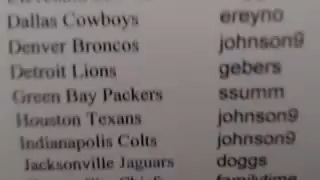 Dallas Cowboys ereyno
Denver Broncos johnson9
Detroit Lions gebers
Green Bay Packers ssumm
Houston Texans johnson9
Indianapolis Colts johnson9
Jacksonville Jaguars doggs